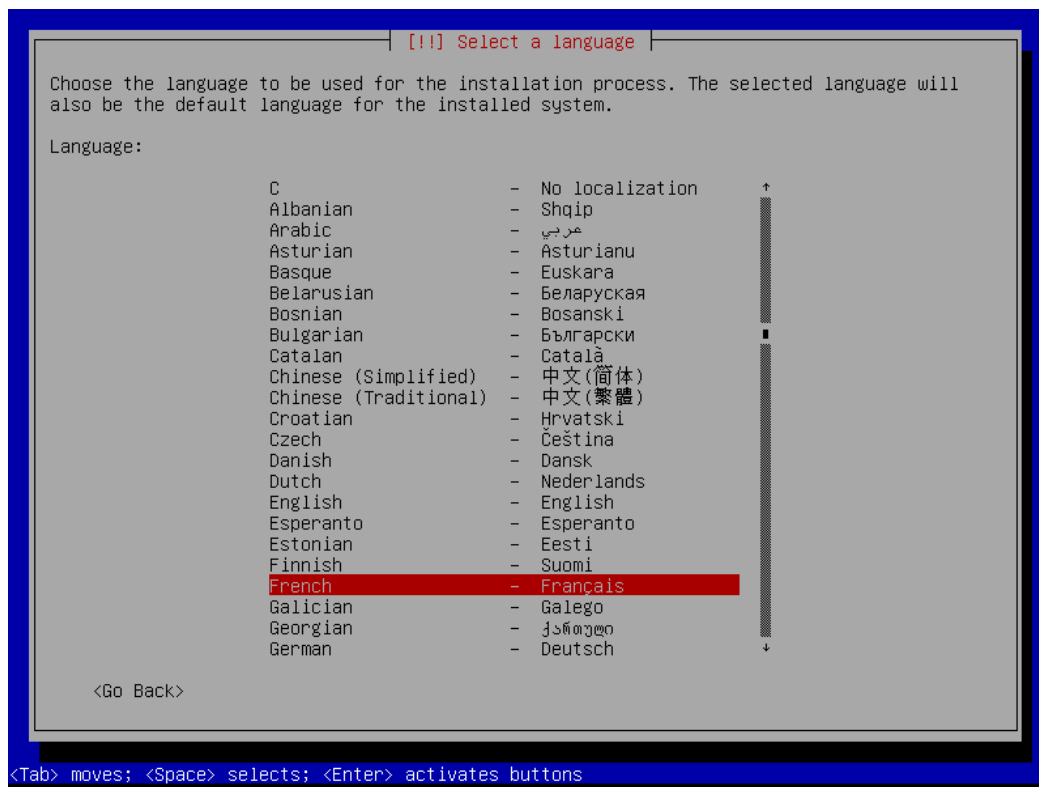 [!!] Select a language
Choose the language to be used for the installation process. The selected language will
also be the default language for the installed system.
Language:
C - No localization
Albanian - Shqip
Arabic - عربي
Asturian - Asturianu
Basque - Euskara
Belarusian - Беларуская
Bosnian - Bosanski
Bulgarian - Български
Catalan - Català
Chinese (Simplified) - 中文(简体)
Chinese (Traditional) - 中文(繁體)
Croatian - Hrvatski
Czech - Čeština
Danish - Dansk
Dutch - Nederlands
English - English
Esperanto - Esperanto
Estonian - Eesti
Finnish - Suomi
French - Français
Galician - Galego
Georgian - ქართული
German - Deutsch
<Go Back>
<Tab> moves; <Space> selects; <Enter> activates buttons